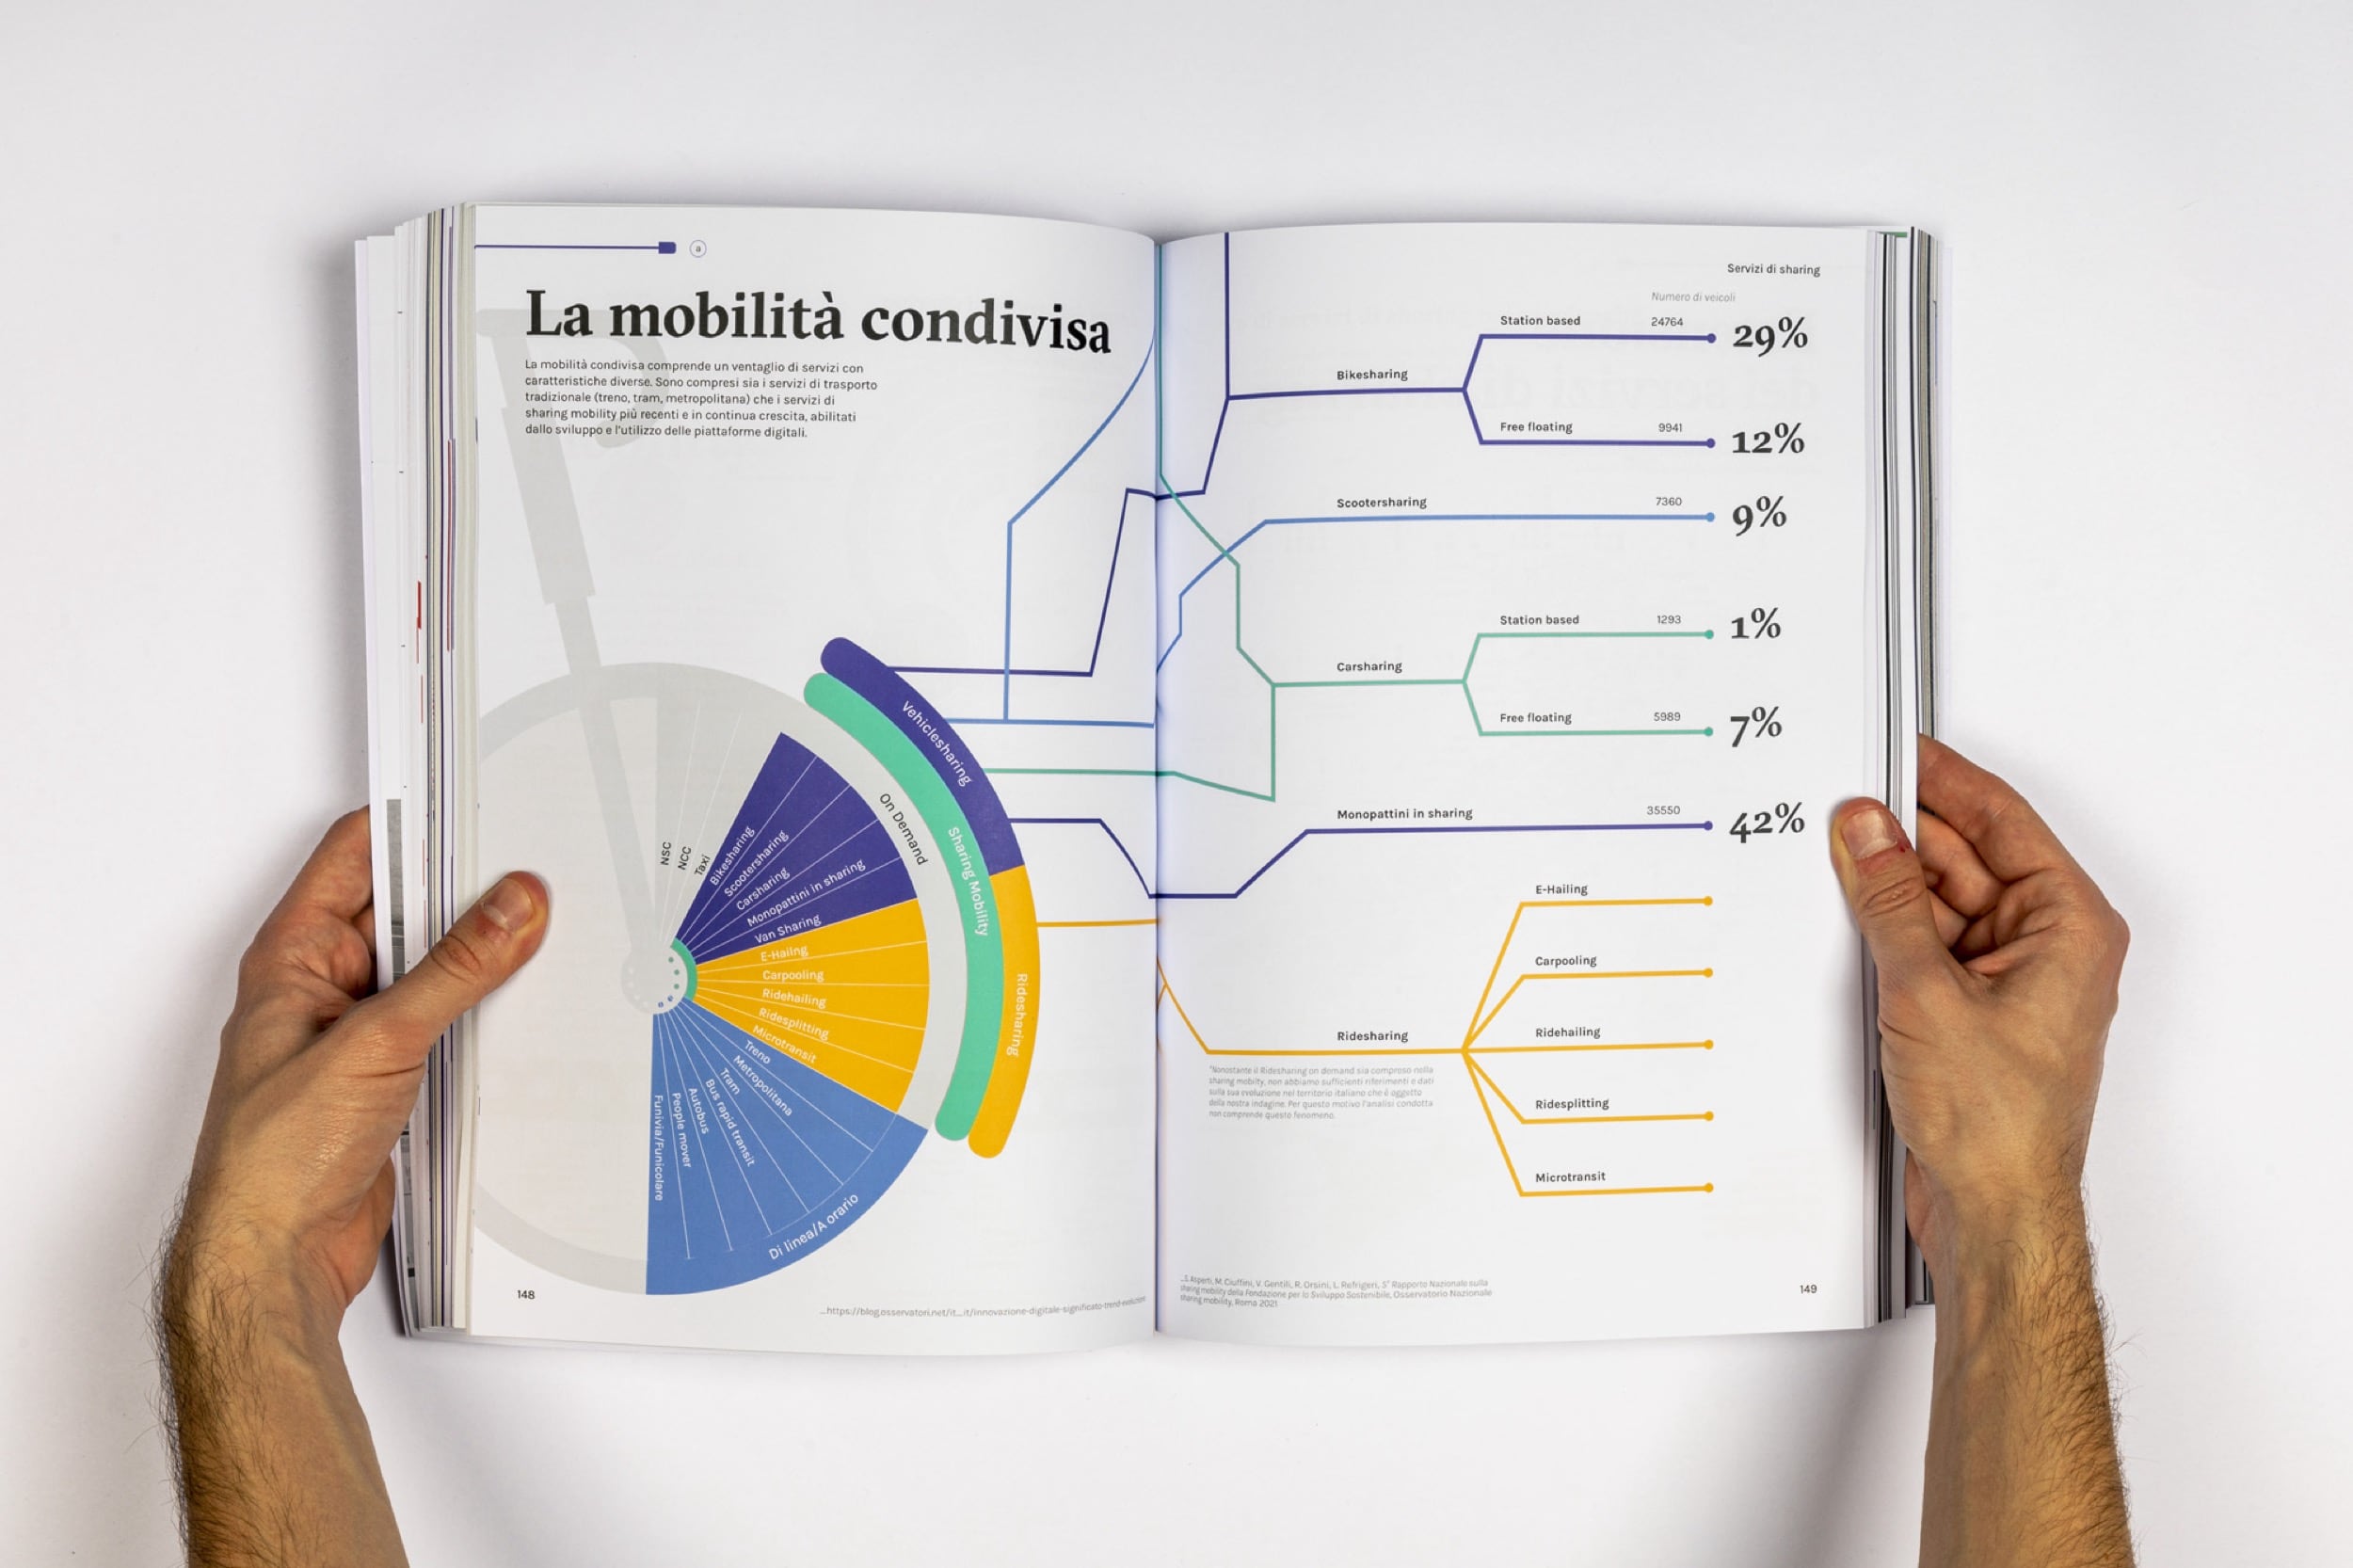 a
La mobilità condivisa
La mobilità condivisa comprende un ventaglio di servizi con
caratteristiche diverse. Sono compresi sia i servizi di trasporto
tradizionale (treno, tram, metropolitana) che i servizi di
sharing mobility più recenti e in continua crescita, abilitati
dallo sviluppo e l'utilizzo delle piattaforme digitali.
Vehiclesharing
Sharing Mobility
Ridesharing
On Demand
NSC
NCC
Taxi
Bikesharing
Scootersharing
Carsharing
Monopattini in sharing
Van Sharing
E-Hailng
Carpooling
Ridehailing
Ridesplitting
Microtransit
Treno
Metropolitana
Tram
Bus rapid transit
Autobus
People mover
Funivia/Funicolare
Di linea/A orario
148
_https://blog.osservatori.net/it_it/innovazione-digitale-significato-trend-evoluzione
Servizi di sharing
Numero di veicoli
Bikesharing
Station based 24764 29%
Free floating 9941 12%
Scootersharing 7360 9%
Carsharing
Station based 1293 1%
Free floating 5989 7%
Monopattini in sharing 35550 42%
Ridesharing
E-Hailing
Carpooling
Ridehailing
Ridesplitting
Microtransit
*Nonostante il Ridesharing on demand sia compreso nella
sharing mobilty, non abbiamo sufficienti riferimenti e dati
sulla sua evoluzione nel territorio italiano che è oggetto
della nostra indagine. Per questo motivo l'analisi condotta
non comprende questo fenomeno.
_S. Asperti, M. Ciuffini, V. Gentili, R. Orsini, L. Refrigeri, 5° Rapporto Nazionale sulla
sharing mobility della Fondazione per lo Sviluppo Sostenibile, Osservatorio Nazionale
sharing mobility, Roma 2021
149